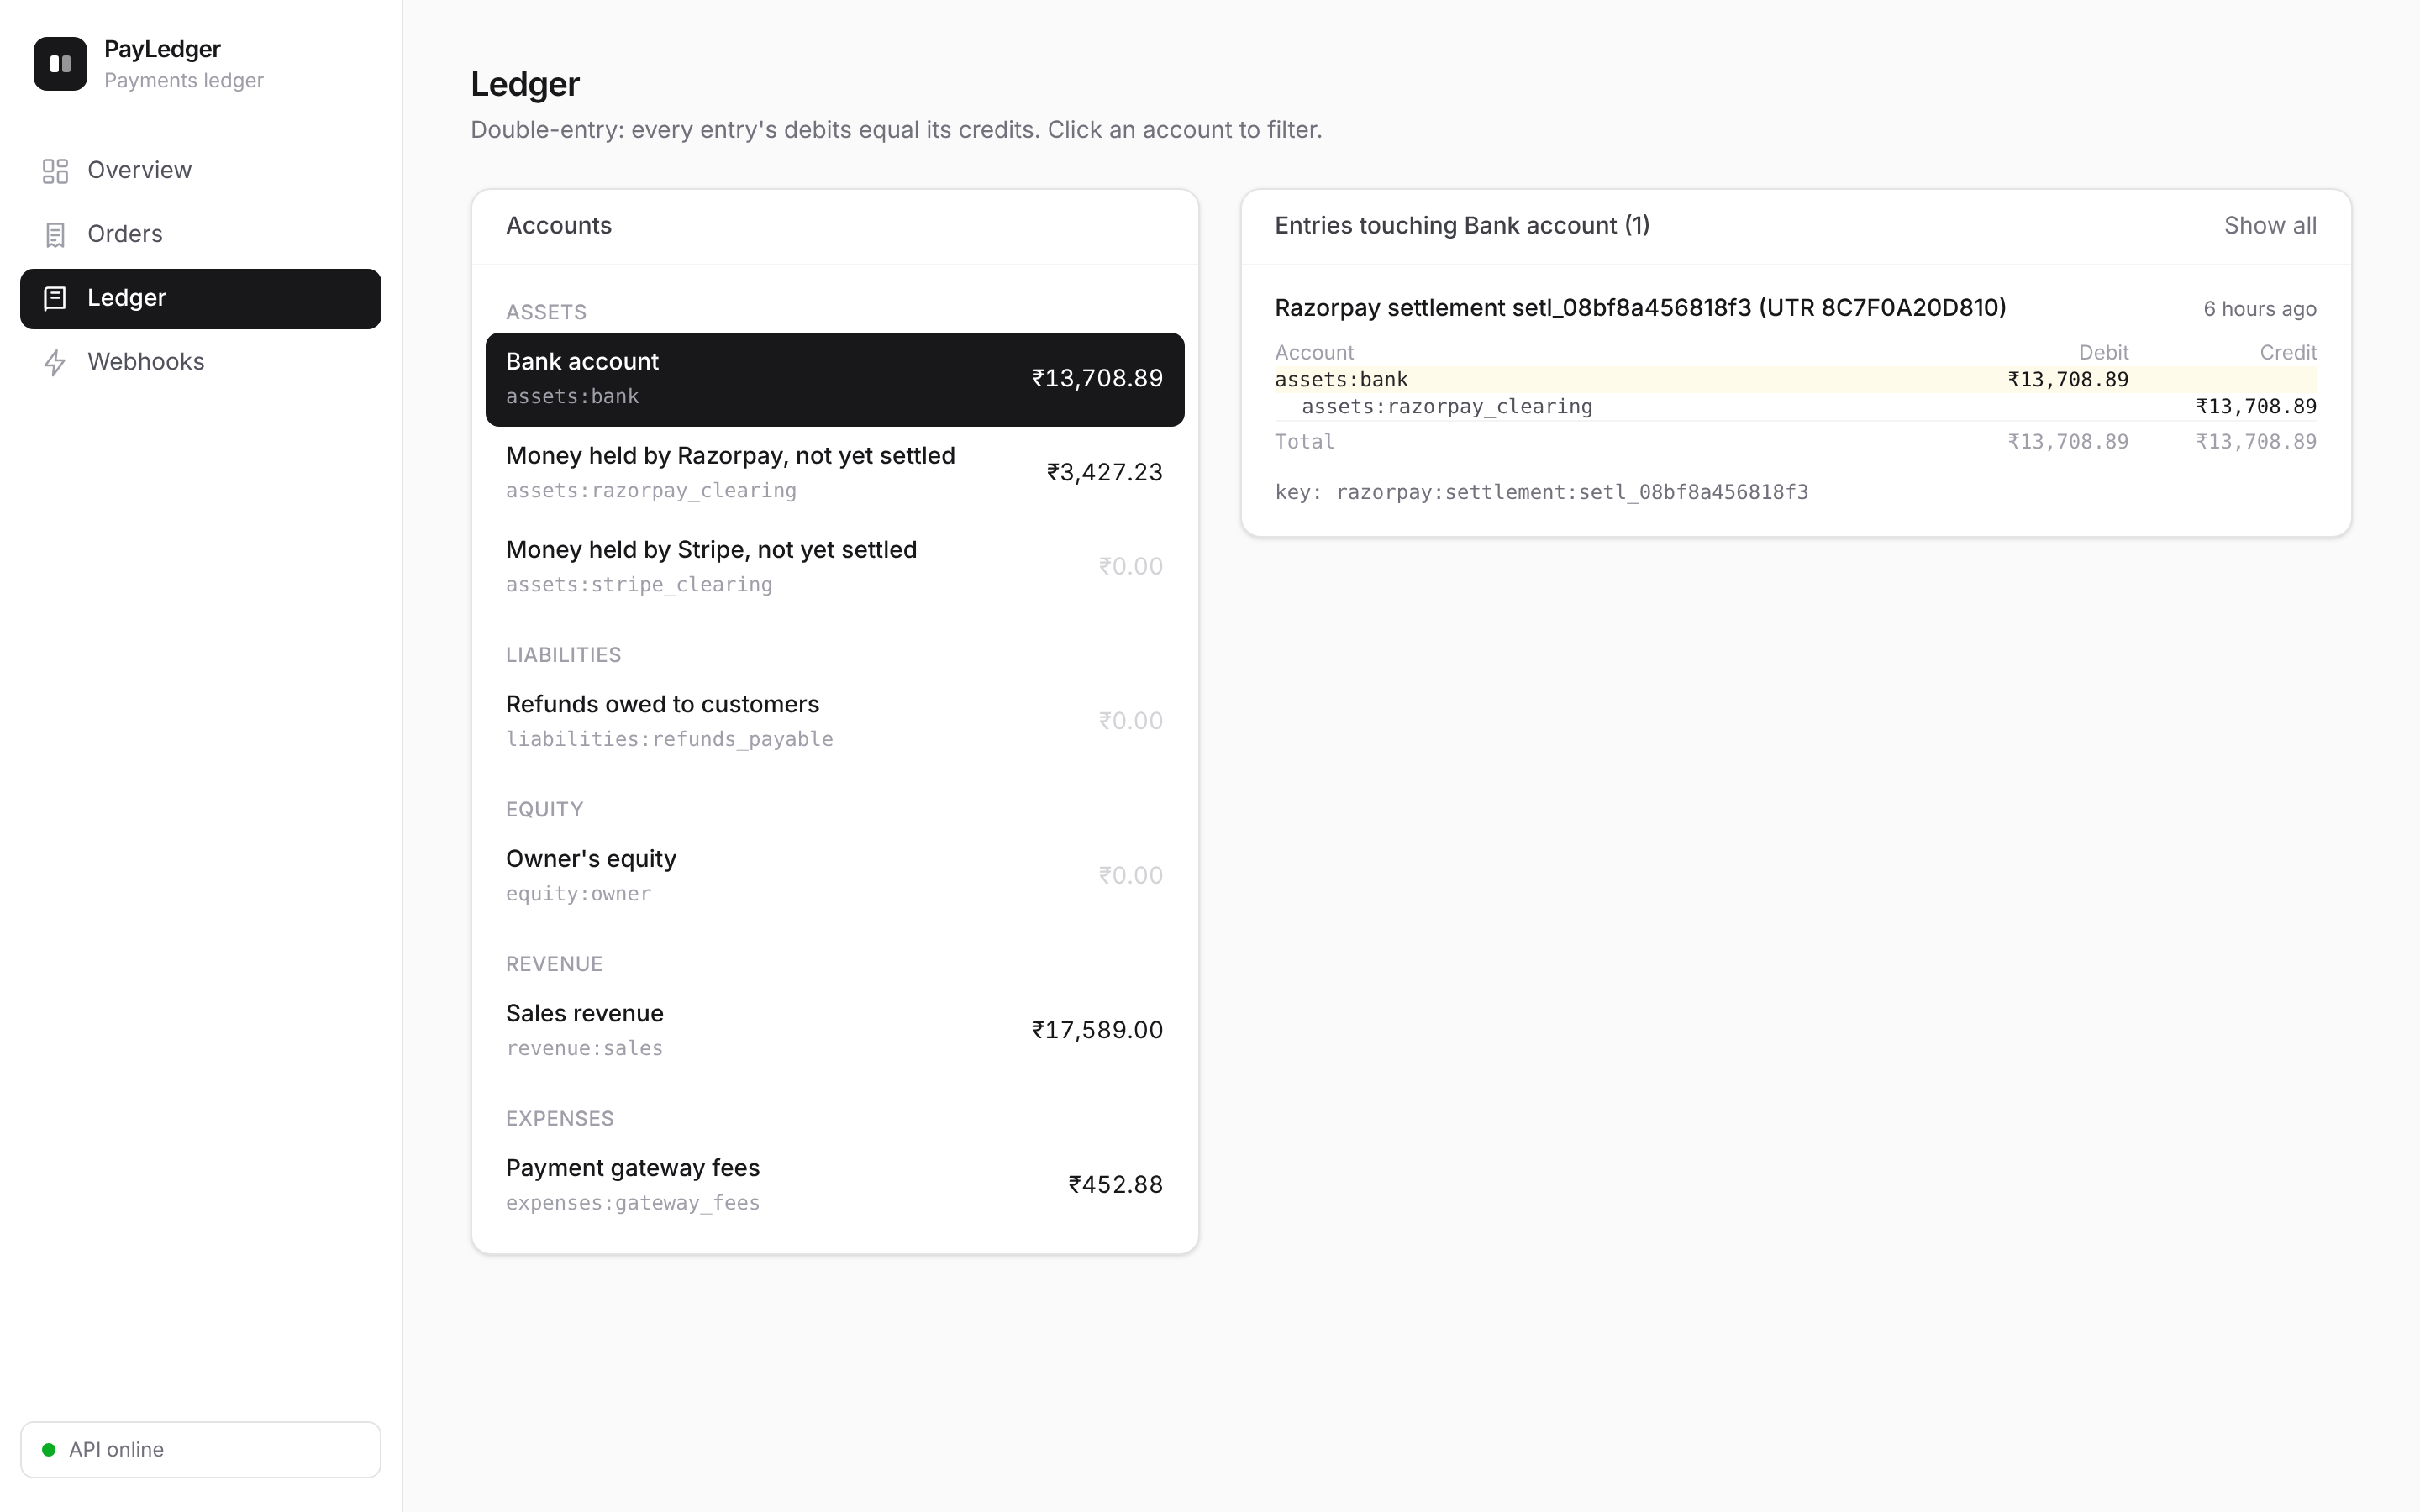 PayLedger
Payments ledger
Overview
Orders
Ledger
Webhooks
API online
Ledger
Double-entry: every entry's debits equal its credits. Click an account to filter.
Accounts
ASSETS
Bank account
assets:bank
₹13,708.89
Money held by Razorpay, not yet settled
assets:razorpay_clearing
₹3,427.23
Money held by Stripe, not yet settled
assets:stripe_clearing
₹0.00
LIABILITIES
Refunds owed to customers
liabilities:refunds_payable
₹0.00
EQUITY
Owner's equity
equity:owner
₹0.00
REVENUE
Sales revenue
revenue:sales
₹17,589.00
EXPENSES
Payment gateway fees
expenses:gateway_fees
₹452.88
Entries touching Bank account (1) Show all
Razorpay settlement setl_08bf8a456818f3 (UTR 8C7F0A20D810) 6 hours ago
Account Debit Credit
assets:bank ₹13,708.89
assets:razorpay_clearing ₹13,708.89
Total ₹13,708.89 ₹13,708.89
key: razorpay:settlement:setl_08bf8a456818f3